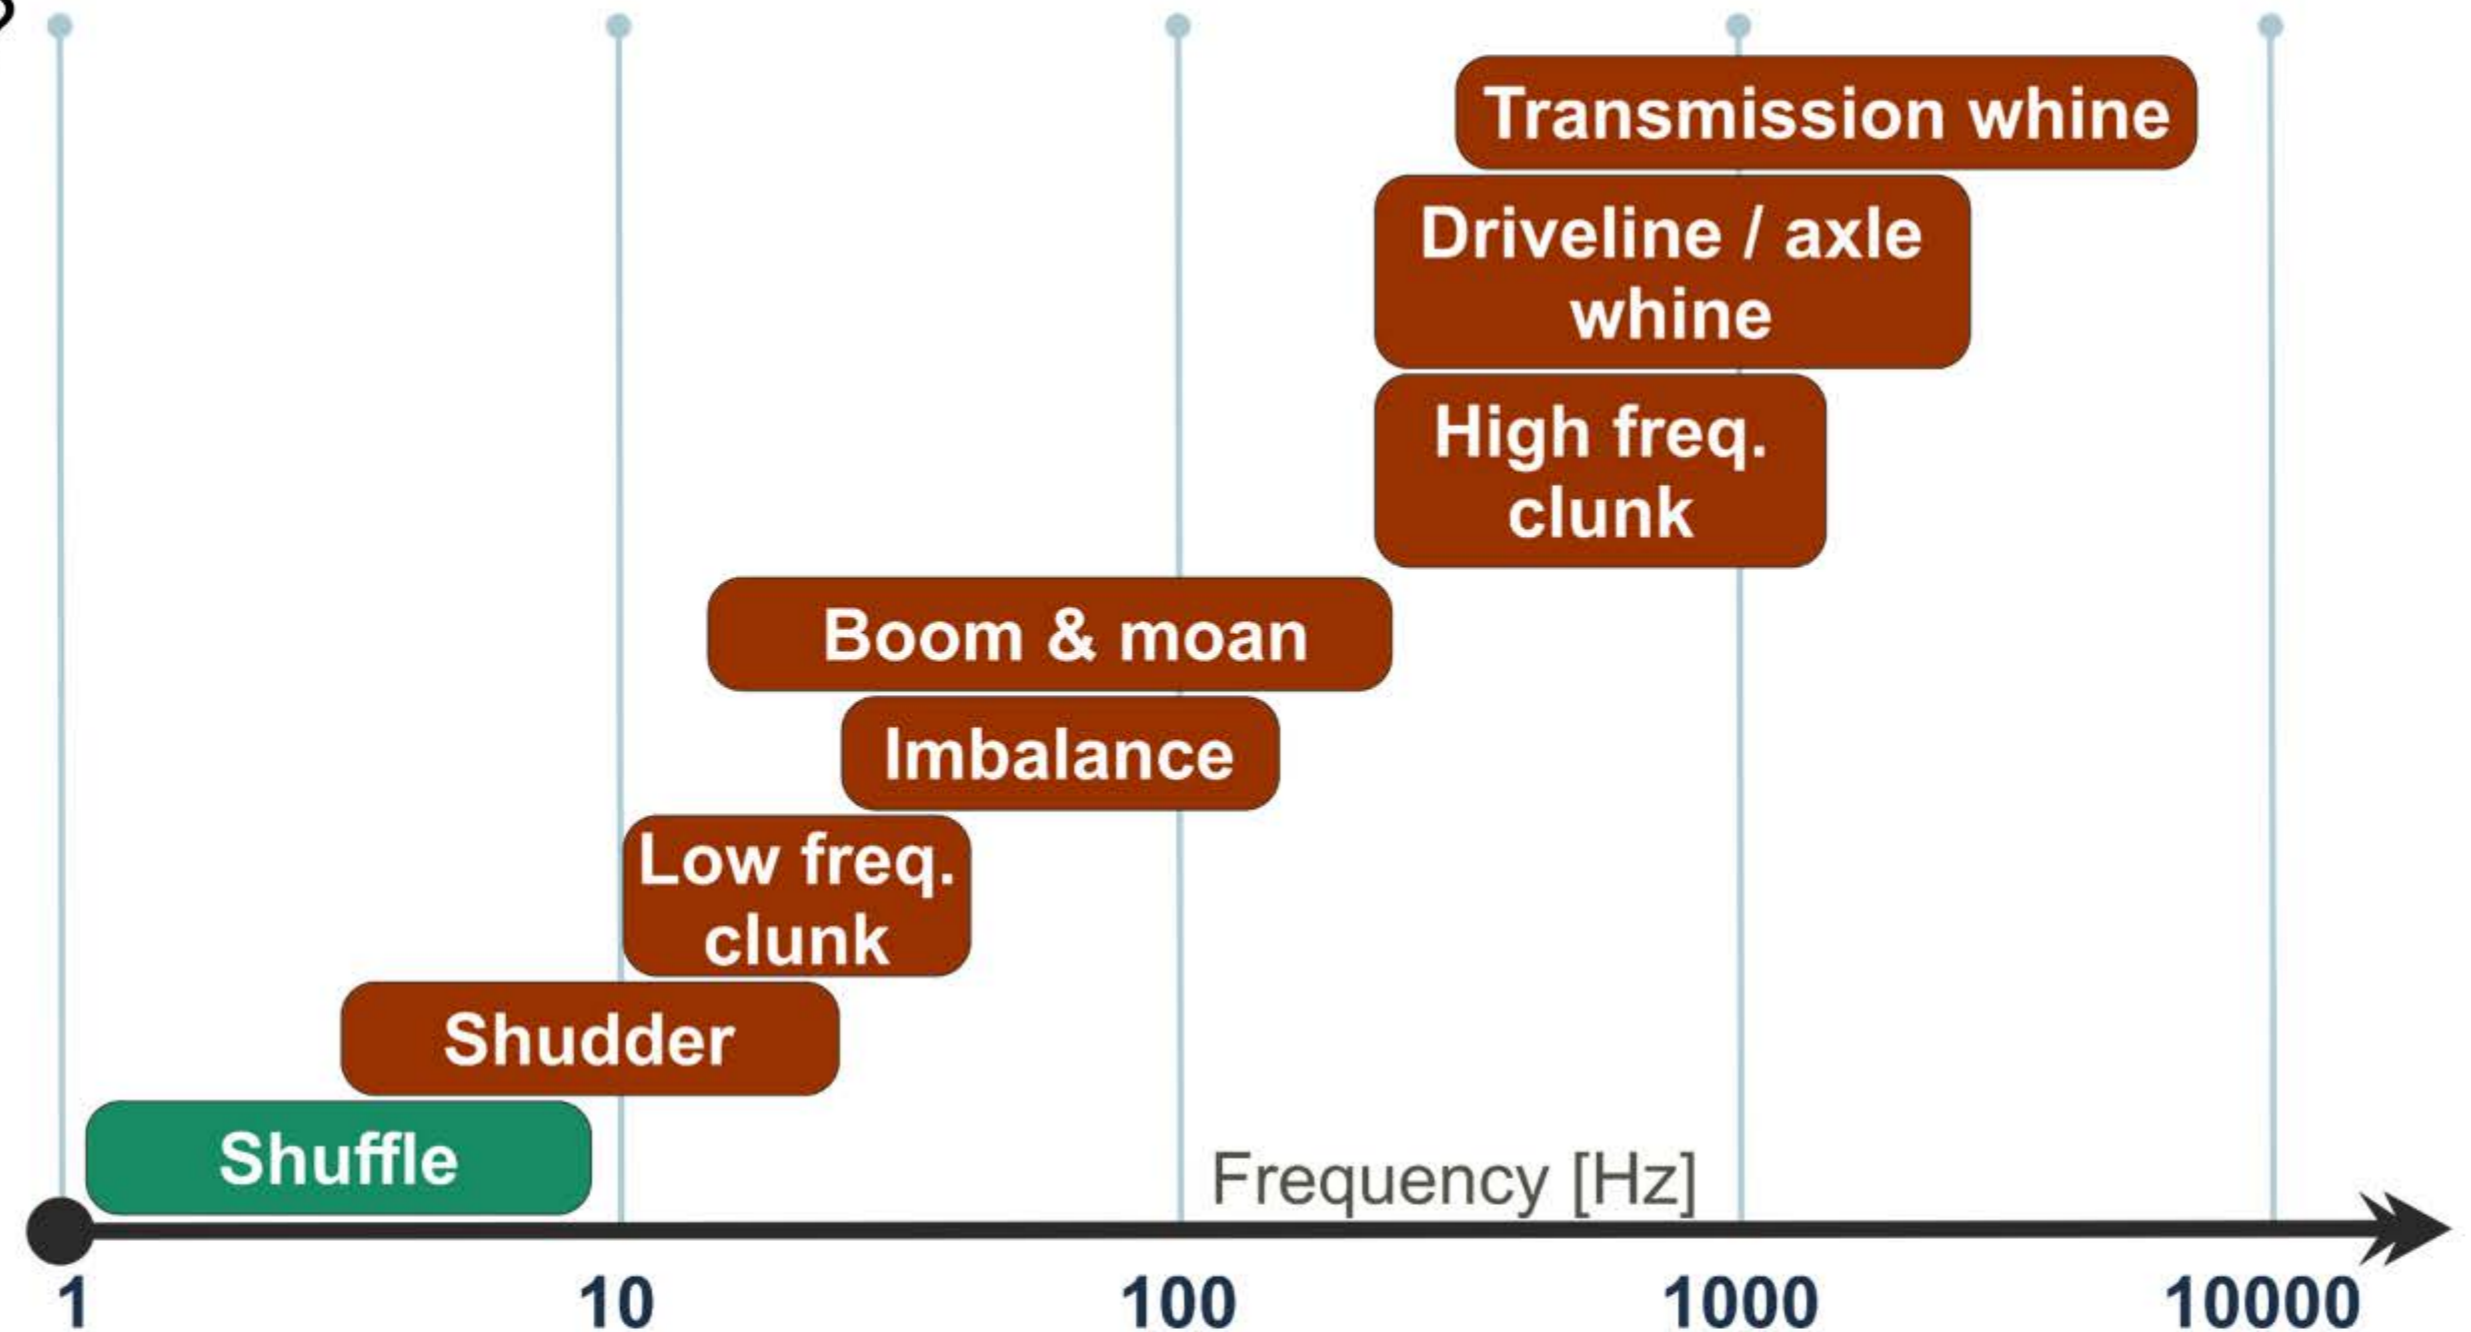 Transmission whine
Driveline / axle
whine
High freq.
clunk
Boom & moan
Imbalance
Low freq.
clunk
Shudder
Shuffle
Frequency [Hz]
1 10 100 1000 10000